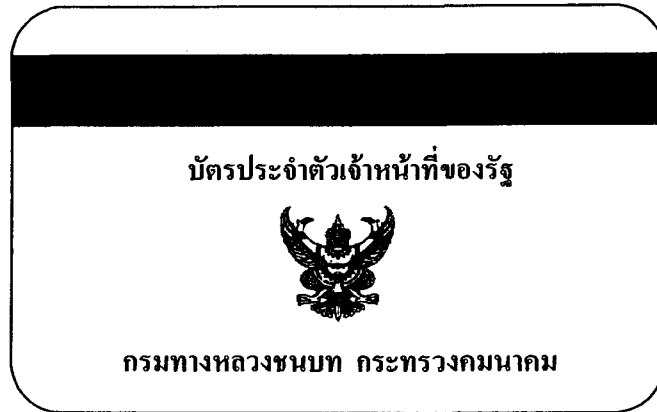 บัตรประจำตัวเจ้าหน้าที่ของรัฐ
กรมทางหลวงชนบท กระทรวงคมนาคม